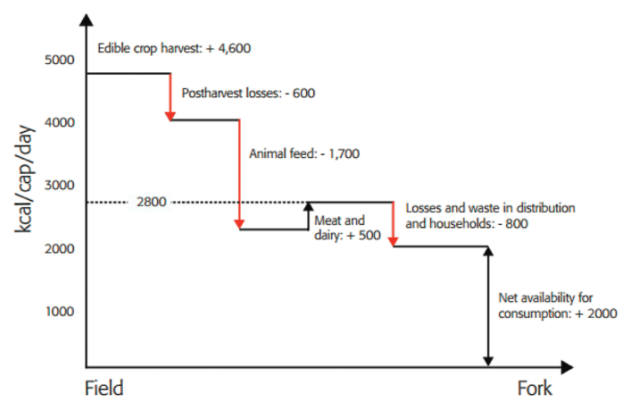 Edible crop harvest: + 4,600
5000
Postharvest losses: - 600
4000
Animal feed: - 1,700
3000
2800
Losses and waste in distribution
and households: - 800
Meat and
dairy: + 500
2000
Net availability for
consumption: + 2000
1000
kcal/cap/day
Field
Fork